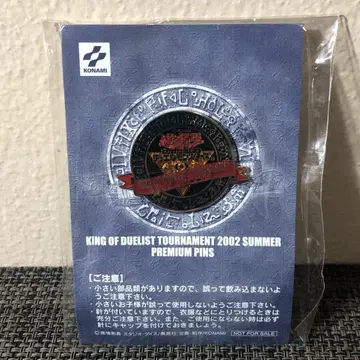 KONAMI
KING OF DUELIST TOURNAMENT 2002 SUMMER
PREMIUM PINS
【ご注意】
・小さい部品類がありますので、誤って飲み込まないようご注意下さい。
・小さいお子様が誤って使用しないようご注意下さい。
・針が付いていますので、衣服などにとりつけるときは充分ご注意下さい。また、ご使用にならない時は必ず針にキャップを付けておきましょう。
NOT FOR SALE